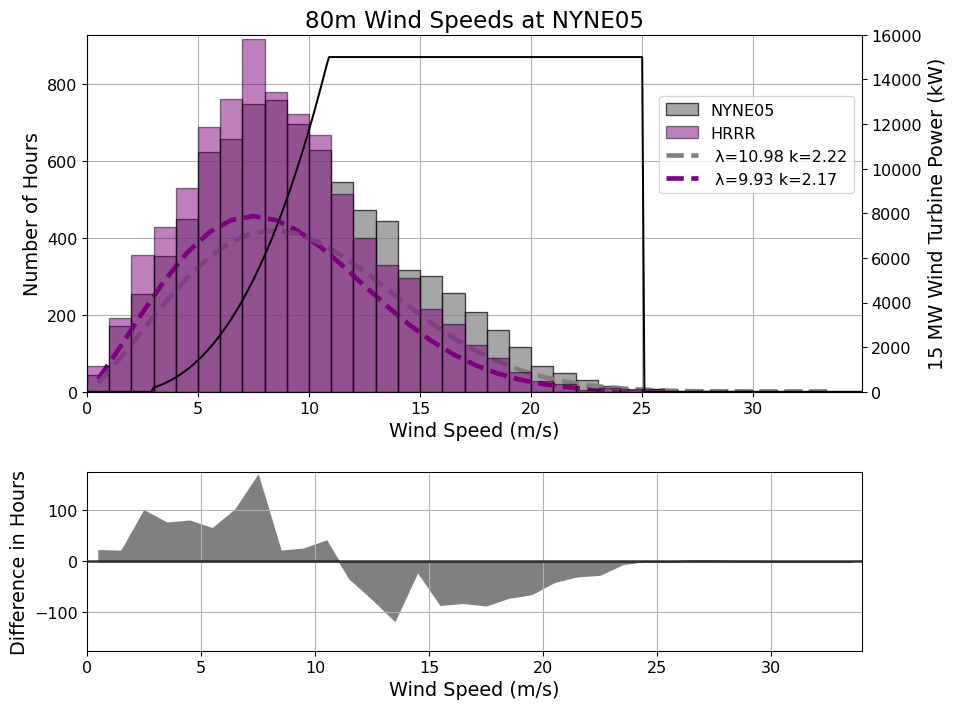 80m Wind Speeds at NYNE05
Number of Hours
800
600
400
200
0
16000
14000
12000
10000
8000
6000
4000
2000
0
15 MW Wind Turbine Power (kW)
NYNE05
HRRR
λ=10.98 k=2.22
λ=9.93 k=2.17
0 5 10 15 20 25 30
Wind Speed (m/s)
Difference in Hours
100
0
−100
0 5 10 15 20 25 30
Wind Speed (m/s)